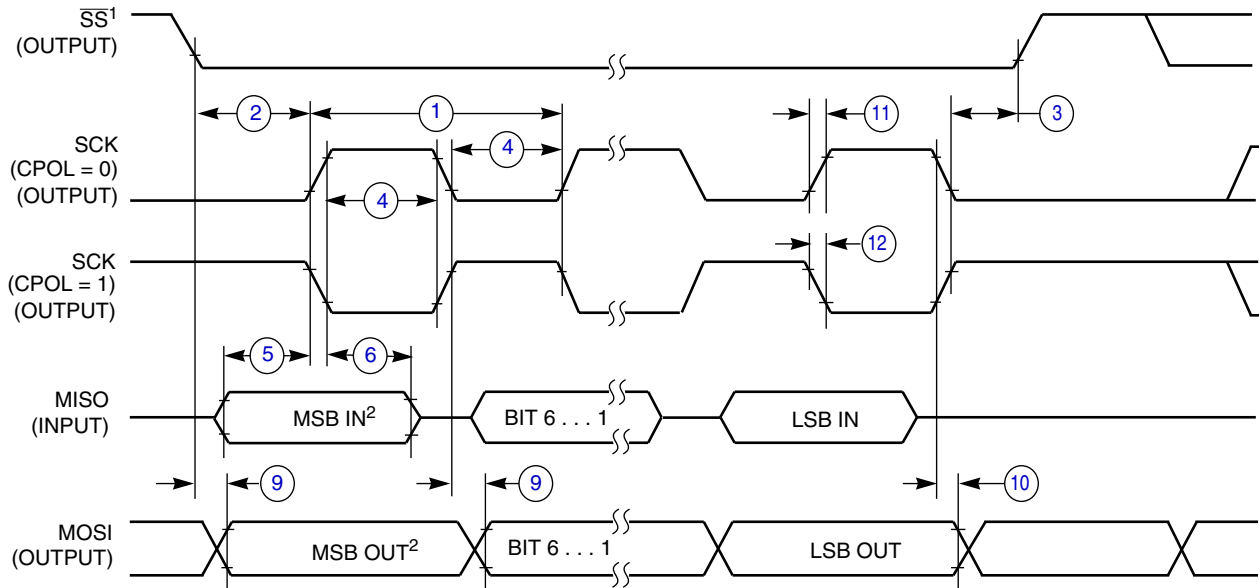 SS¹
(OUTPUT)
2
1
11
3
SCK
(CPOL = 0)
(OUTPUT)
4
4
12
SCK
(CPOL = 1)
(OUTPUT)
5
6
MISO
(INPUT)
MSB IN²
BIT 6 . . . 1
LSB IN
9
9
10
MOSI
(OUTPUT)
MSB OUT²
BIT 6 . . . 1
LSB OUT